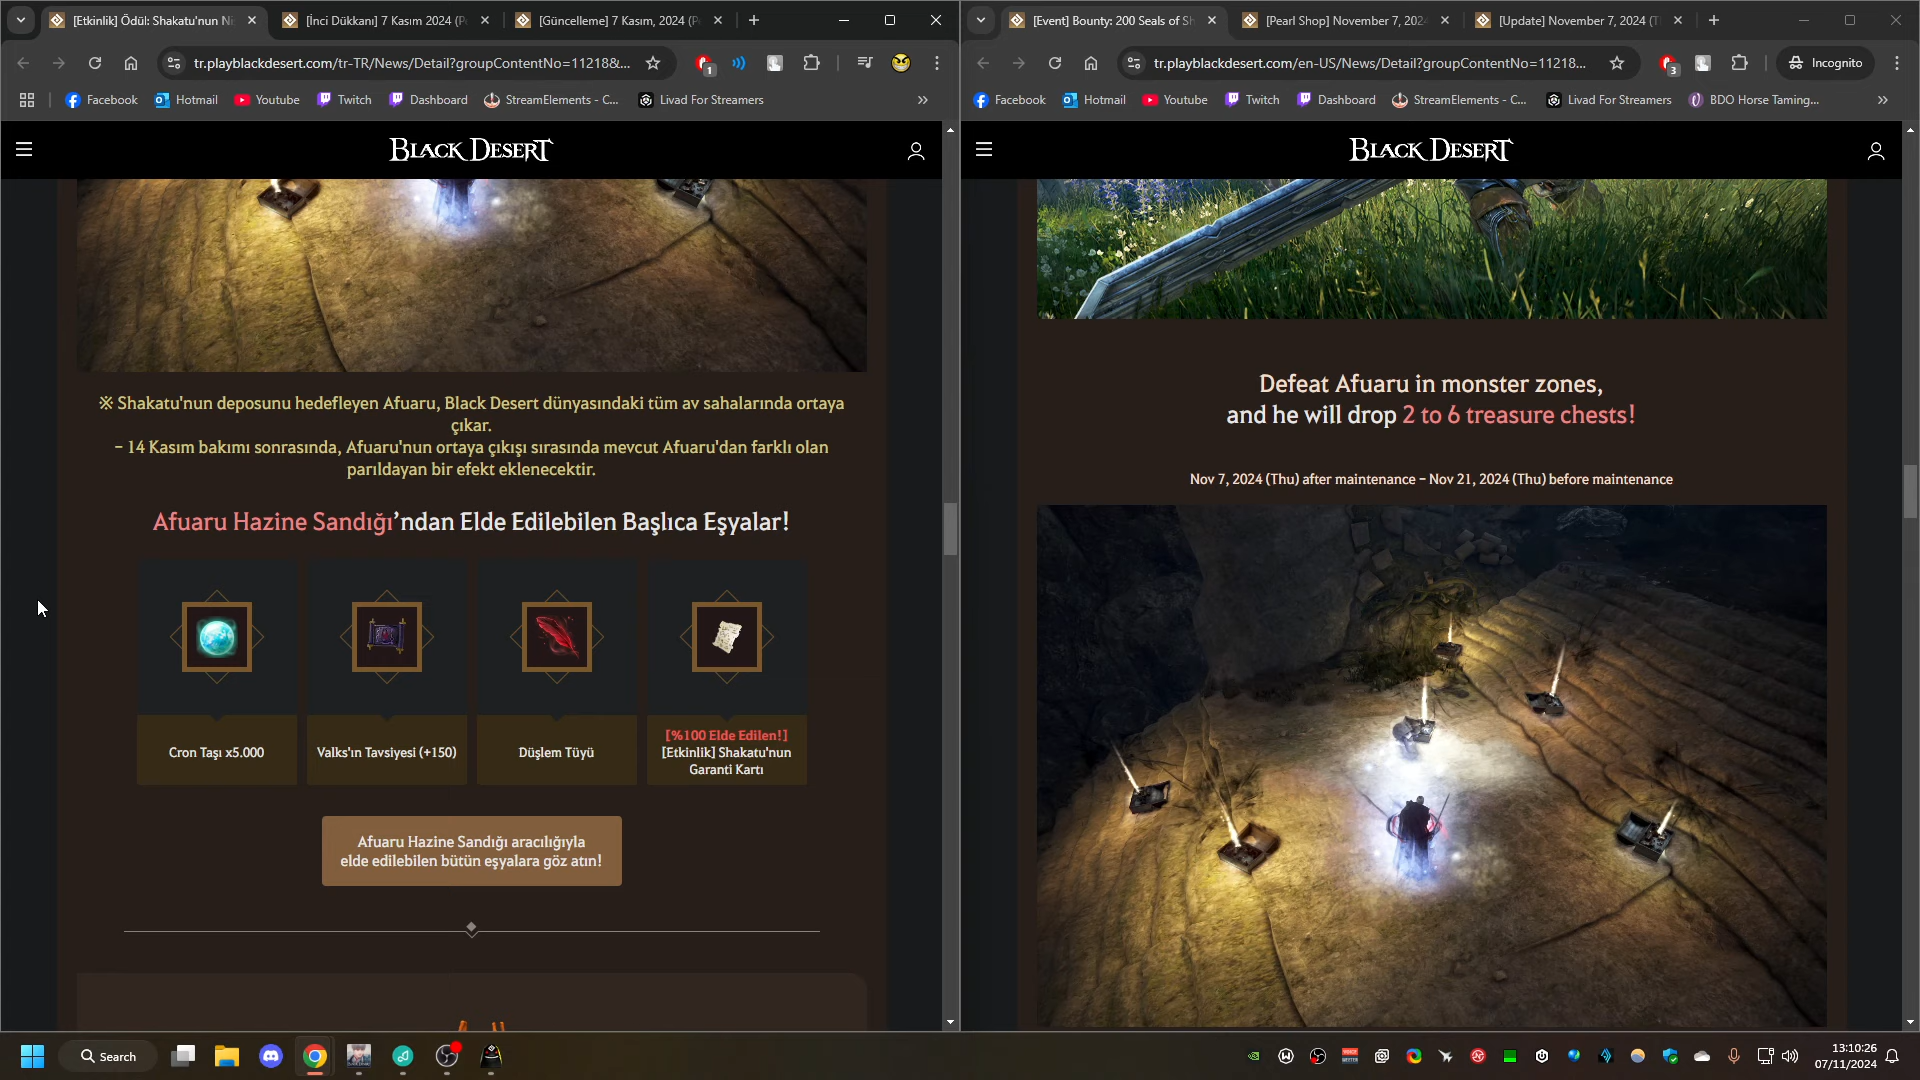 [Etkinlik] Ödül: Shakatu'nun Ni
[İnci Dükkanı] 7 Kasım 2024 (Pe
[Güncelleme] 7 Kasım, 2024 (Pe
tr.playblackdesert.com/tr-TR/News/Detail?groupContentNo=11218&...
1
Facebook
Hotmail
Youtube
Twitch
Dashboard
StreamElements - C...
Livad For Streamers
BLACK DESERT
※ Shakatu'nun deposunu hedefleyen Afuaru, Black Desert dünyasındaki tüm av sahalarında ortaya
çıkar.
- 14 Kasım bakımı sonrasında, Afuaru'nun ortaya çıkışı sırasında mevcut Afuaru'dan farklı olan
parıldayan bir efekt eklenecektir.
Afuaru Hazine Sandığı’ndan Elde Edilebilen Başlıca Eşyalar!
Cron Taşı x5.000
Valks'ın Tavsiyesi (+150)
Düşlem Tüyü
[%100 Elde Edilen!]
[Etkinlik] Shakatu'nun
Garanti Kartı
Afuaru Hazine Sandığı aracılığıyla
elde edilebilen bütün eşyalara göz atın!
[Event] Bounty: 200 Seals of Sh
[Pearl Shop] November 7, 2024
[Update] November 7, 2024 (T
tr.playblackdesert.com/en-US/News/Detail?groupContentNo=11218...
3
Incognito
Facebook
Hotmail
Youtube
Twitch
Dashboard
StreamElements - C...
Livad For Streamers
BDO Horse Taming...
BLACK DESERT
Defeat Afuaru in monster zones,
and he will drop 2 to 6 treasure chests!
Nov 7, 2024 (Thu) after maintenance - Nov 21, 2024 (Thu) before maintenance
Search
13:10:26
07/11/2024